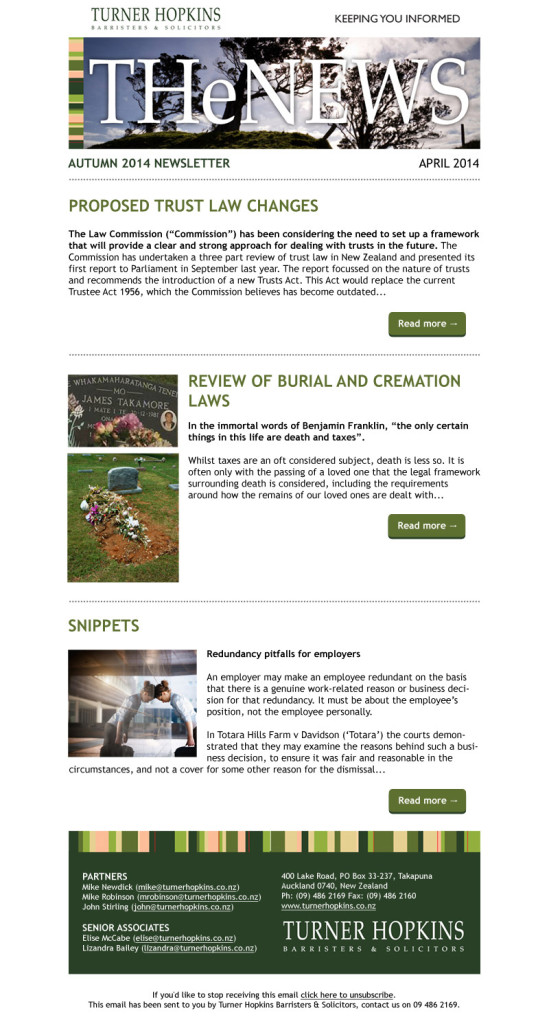 TURNER HOPKINS
BARRISTERS & SOLICITORS
KEEPING YOU INFORMED
THeNEWS
AUTUMN 2014 NEWSLETTER
APRIL 2014
PROPOSED TRUST LAW CHANGES
The Law Commission (“Commission”) has been considering the need to set up a framework
that will provide a clear and strong approach for dealing with trusts in the future. The
Commission has undertaken a three part review of trust law in New Zealand and presented its
first report to Parliament in September last year. The report focussed on the nature of trusts
and recommends the introduction of a new Trusts Act. This Act would replace the current
Trustee Act 1956, which the Commission believes has become outdated...
Read more →
WHAKAMAHARATANGA TENEI
MO
JAMES TAKAMORE
I MATE I TE
REVIEW OF BURIAL AND CREMATION
LAWS
In the immortal words of Benjamin Franklin, “the only certain
things in this life are death and taxes”.
Whilst taxes are an oft considered subject, death is less so. It is
often only with the passing of a loved one that the legal framework
surrounding death is considered, including the requirements
around how the remains of our loved ones are dealt with...
Read more →
SNIPPETS
Redundancy pitfalls for employers
An employer may make an employee redundant on the basis
that there is a genuine work-related reason or business deci-
sion for that redundancy. It must be about the employee’s
position, not the employee personally.
In Totara Hills Farm v Davidson (‘Totara’) the courts demon-
strated that they may examine the reasons behind such a busi-
ness decision, to ensure it was fair and reasonable in the
circumstances, and not a cover for some other reason for the dismissal...
Read more →
PARTNERS
Mike Newdick (mike@turnerhopkins.co.nz)
Mike Robinson (mrobinson@turnerhopkins.co.nz)
John Stirling (john@turnerhopkins.co.nz)
SENIOR ASSOCIATES
Elise McCabe (elise@turnerhopkins.co.nz)
Lizandra Bailey (lizandra@turnerhopkins.co.nz)
400 Lake Road, PO Box 33-237, Takapuna
Auckland 0740, New Zealand
Ph: (09) 486 2169 Fax: (09) 486 2160
www.turnerhopkins.co.nz
TURNER HOPKINS
BARRISTERS & SOLICITORS
If you'd like to stop receiving this email click here to unsubscribe.
This email has been sent to you by Turner Hopkins Barristers & Solicitors, contact us on 09 486 2169.